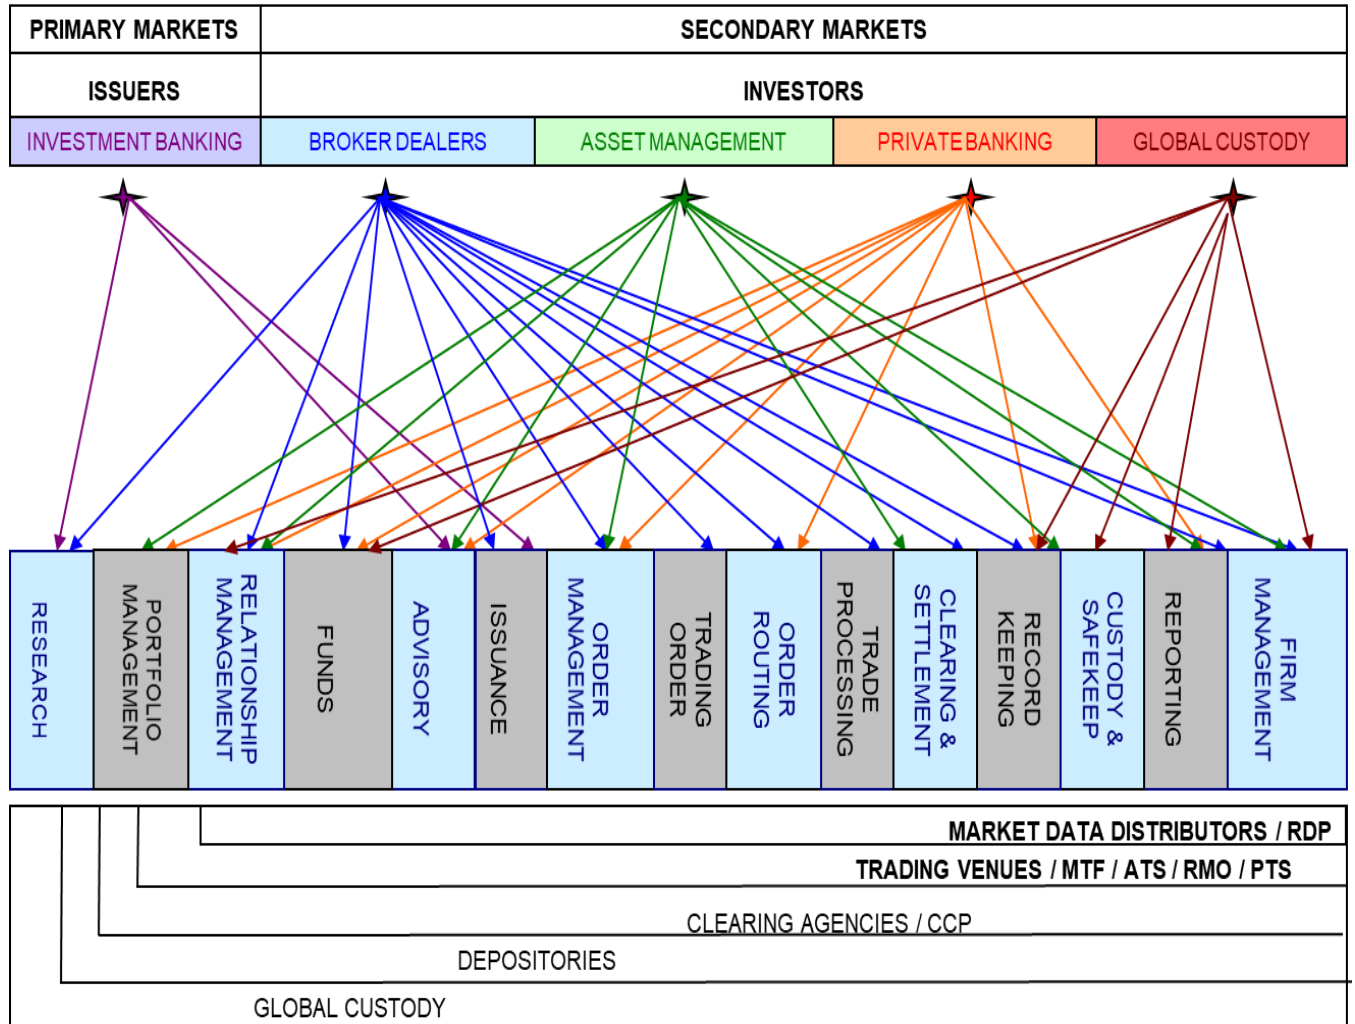 PRIMARY MARKETS
SECONDARY MARKETS
ISSUERS
INVESTORS
INVESTMENT BANKING
BROKER DEALERS
ASSET MANAGEMENT
PRIVATE BANKING
GLOBAL CUSTODY
RESEARCH
PORTFOLIO
MANAGEMENT
RELATIONSHIP
MANAGEMENT
FUNDS
ADVISORY
ISSUANCE
ORDER
MANAGEMENT
TRADING
ORDER
ORDER
ROUTING
TRADE
PROCESSING
CLEARING &
SETTLEMENT
RECORD
KEEPING
CUSTODY &
SAFEKEEP
REPORTING
FIRM
MANAGEMENT
MARKET DATA DISTRIBUTORS / RDP
TRADING VENUES / MTF / ATS / RMO / PTS
CLEARING AGENCIES / CCP
DEPOSITORIES
GLOBAL CUSTODY